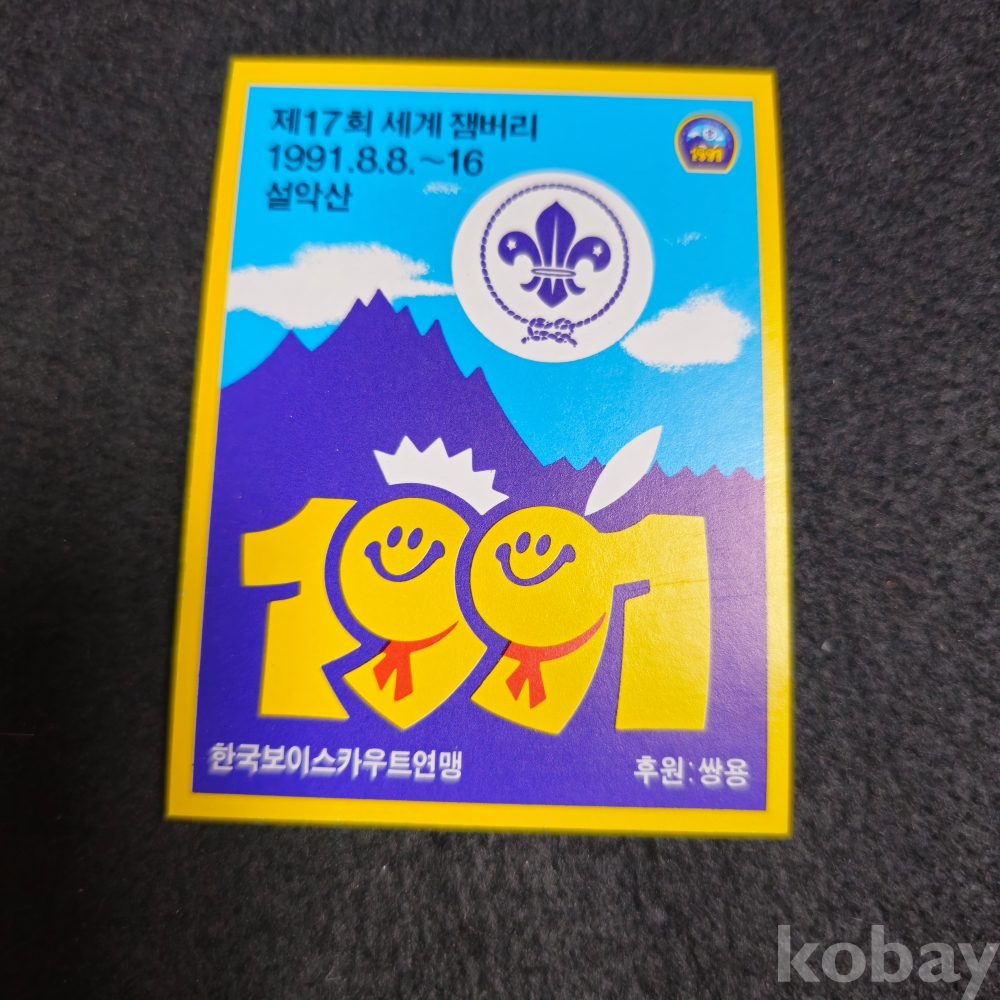 제17회 세계 잼버리
1991.8.8.~16
설악산
1991
1991
한국보이스카우트연맹
후원:쌍용
kobay